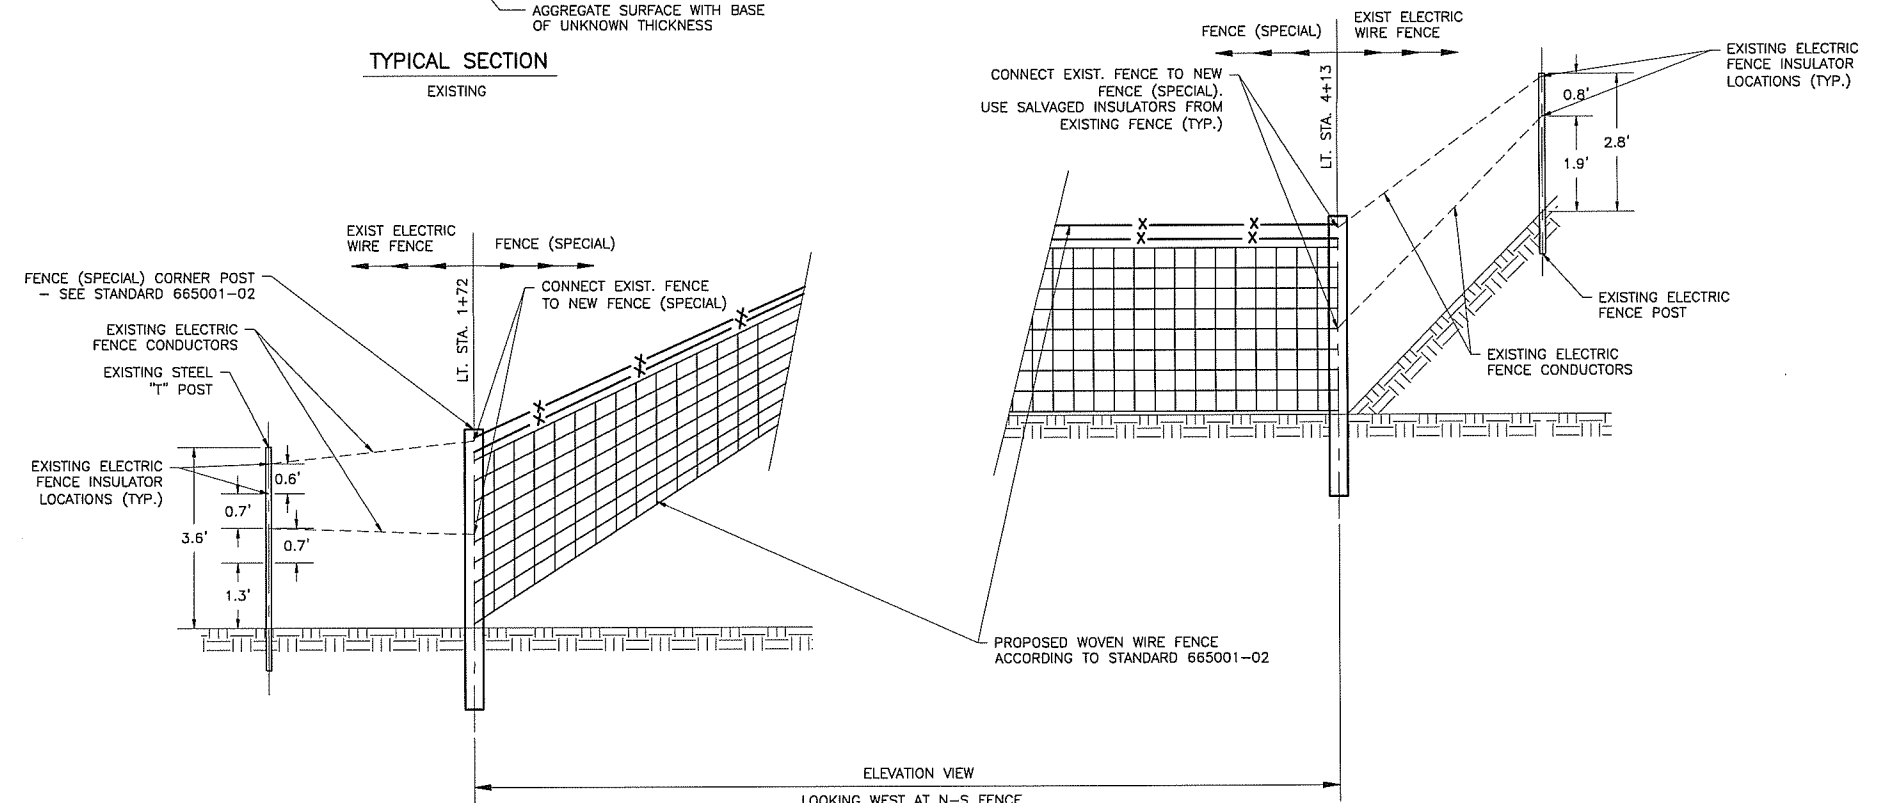 AGGREGATE SURFACE WITH BASE
OF UNKNOWN THICKNESS
TYPICAL SECTION
EXISTING
FENCE (SPECIAL)
EXIST ELECTRIC
WIRE FENCE
LT. STA. 4+13
CONNECT EXIST. FENCE TO NEW
FENCE (SPECIAL).
USE SALVAGED INSULATORS FROM
EXISTING FENCE (TYP.)
EXISTING ELECTRIC
FENCE INSULATOR
LOCATIONS (TYP.)
0.8'
2.8'
1.9'
EXISTING ELECTRIC
FENCE POST
EXISTING ELECTRIC
FENCE CONDUCTORS
EXIST ELECTRIC
WIRE FENCE
FENCE (SPECIAL)
LT. STA. 1+72
FENCE (SPECIAL) CORNER POST
– SEE STANDARD 665001–02
CONNECT EXIST. FENCE
TO NEW FENCE (SPECIAL)
EXISTING ELECTRIC
FENCE CONDUCTORS
EXISTING STEEL
"T" POST
EXISTING ELECTRIC
FENCE INSULATOR
LOCATIONS (TYP.)
0.6'
0.7'
3.6'
0.7'
1.3'
PROPOSED WOVEN WIRE FENCE
ACCORDING TO STANDARD 665001–02
ELEVATION VIEW
LOOKING WEST AT N–S FENCE